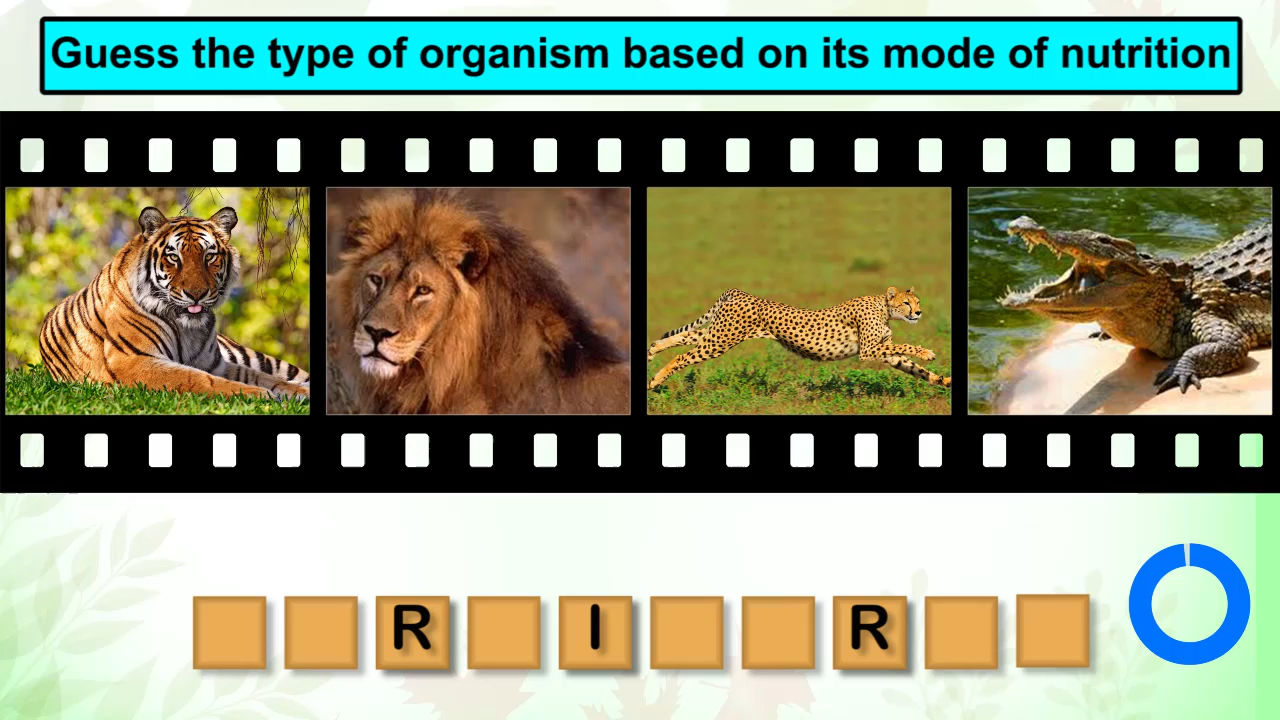 Guess the type of organism based on its mode of nutrition
R I R